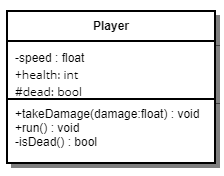 Player
-speed : float
+health: int
#dead: bool
+takeDamage(damage:float) : void
+run() : void
-isDead() : bool